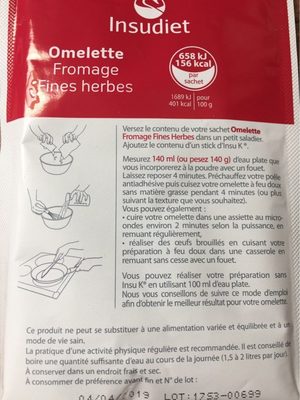 Insudiet
Omelette
Fromage
Fines herbes
658 kJ
156 kcal
par
sachet
1689 kJ
401 kcal
pour
100 g
Versez le contenu de votre sachet Omelette
Fromage Fines Herbes dans un petit saladier.
Ajoutez le contenu d'un stick d'Insu K®.
Mesurez 140 ml (ou pesez 140 g) d'eau plate que
vous incorporerez à la poudre avec un fouet.
Laissez reposer 4 minutes. Préchauffez votre poêle
antiadhésive puis cuisez votre omelette à feu doux
sans matière grasse pendant 4 minutes (ou plus
suivant la texture que vous souhaitez).
Vous pouvez également :
• cuire votre omelette dans une assiette au micro-
ondes environ 2 minutes selon la puissance, en
remuant régulièrement,
• réaliser des œufs brouillés en cuisant votre
préparation à feu doux dans une casserole en
remuant sans cesse avec un fouet.
Vous pouvez réaliser votre préparation sans
Insu K® en utilisant 100 ml d'eau plate.
Nous vous conseillons de suivre ce mode d'emploi
afin d'obtenir le meilleur résultat pour votre omelette.
Ce produit ne peut se substituer à une alimentation variée et équilibrée et à un
mode de vie sain.
La pratique d'une activité physique régulière est recommandée. Il est conseillé de
boire une quantité suffisante d'eau au cours de la journée (1,5 à 2 litres par jour).
À conserver dans un endroit frais et sec.
À consommer de préférence avant fin et N° de lot :
04/04/2019 LOT:1753-00699